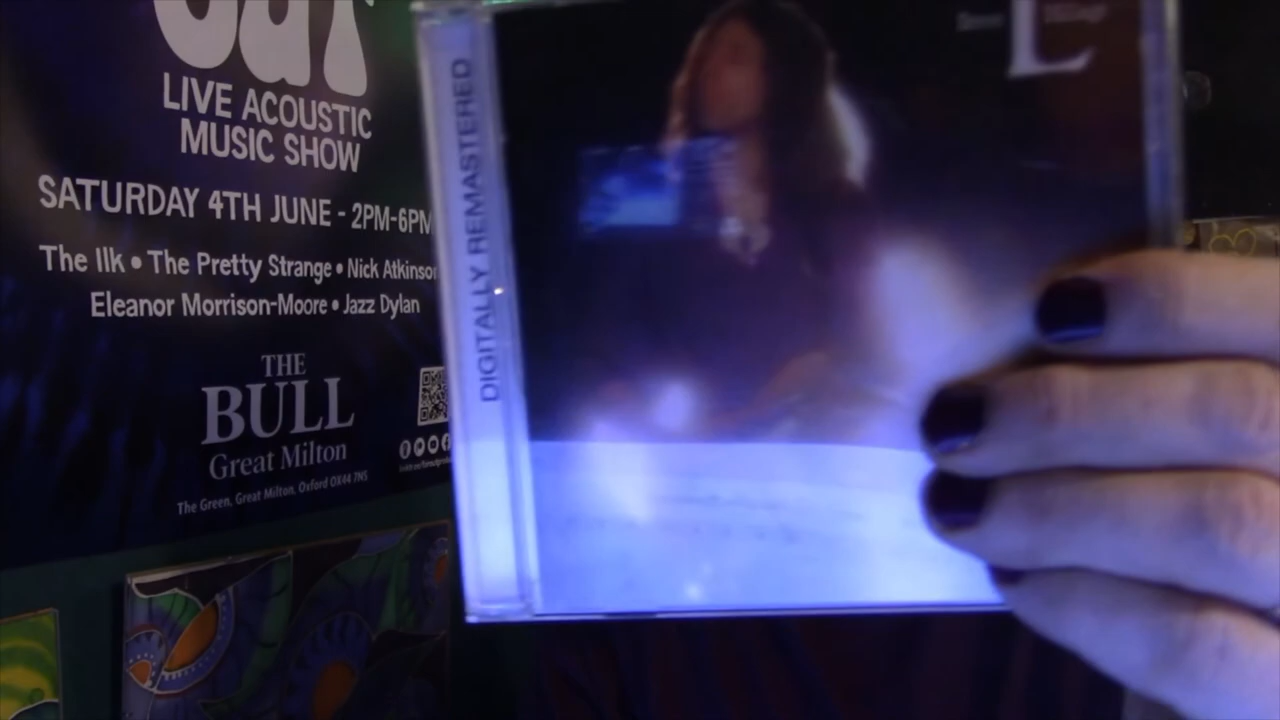 LIVE ACOUSTIC
MUSIC SHOW
SATURDAY 4TH JUNE - 2PM-6PM
The Ilk • The Pretty Strange • Nick Atkinson
Eleanor Morrison-Moore • Jazz Dylan
THE
BULL
Great Milton
The Green, Great Milton, Oxford OX44 7NS
DIGITALLY REMASTERED
L